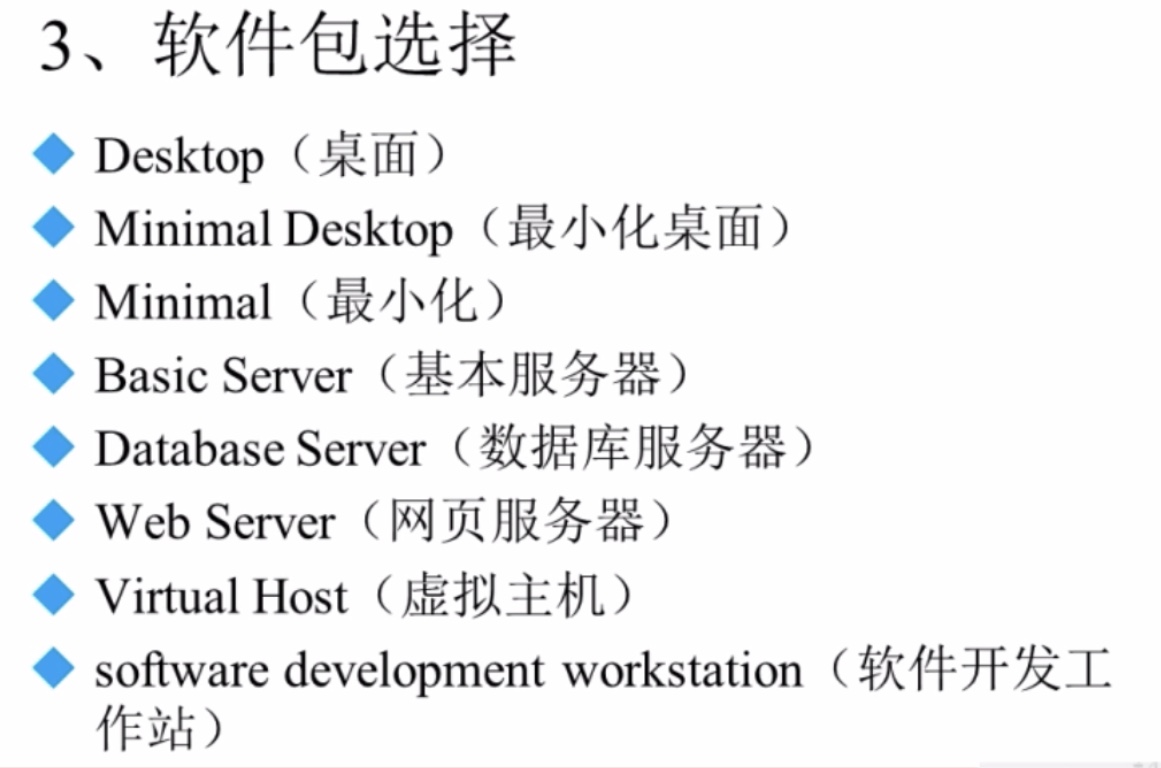 3、软件包选择
Desktop（桌面）
Minimal Desktop（最小化桌面）
Minimal（最小化）
Basic Server（基本服务器）
Database Server（数据库服务器）
Web Server（网页服务器）
Virtual Host（虚拟主机）
software development workstation（软件开发工
作站）